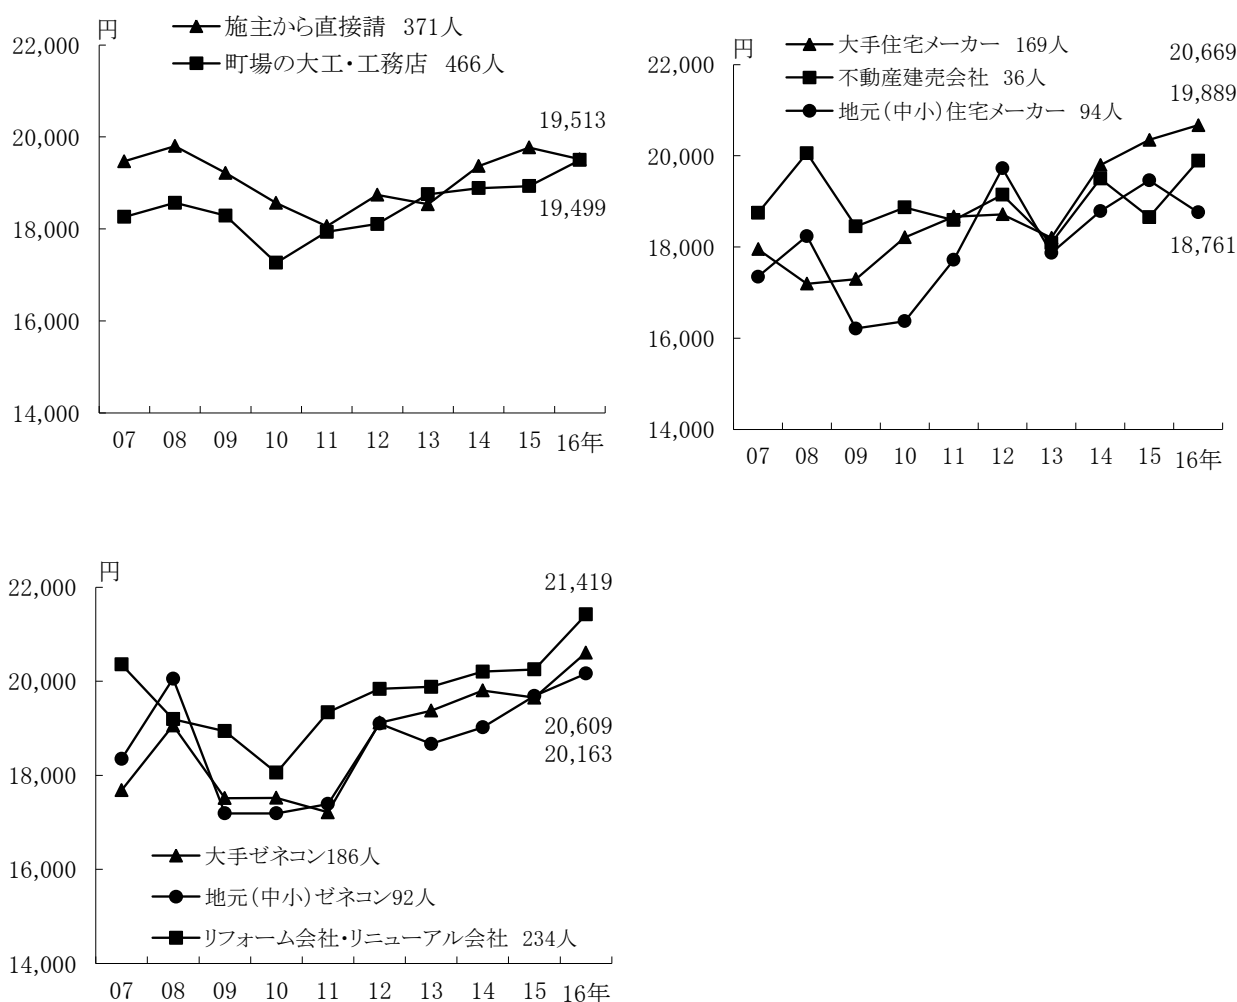 円
施主から直接請 371人
町場の大工・工務店 466人
22,000
20,000
18,000
16,000
14,000
19,513
19,499
07 08 09 10 11 12 13 14 15 16年
円
大手住宅メーカー 169人
不動産建売会社 36人
地元(中小)住宅メーカー 94人
20,669
19,889
18,761
22,000
20,000
18,000
16,000
14,000
07 08 09 10 11 12 13 14 15 16年
円
22,000
20,000
18,000
16,000
14,000
21,419
20,609
20,163
大手ゼネコン186人
地元(中小)ゼネコン92人
リフォーム会社・リニューアル会社 234人
07 08 09 10 11 12 13 14 15 16年